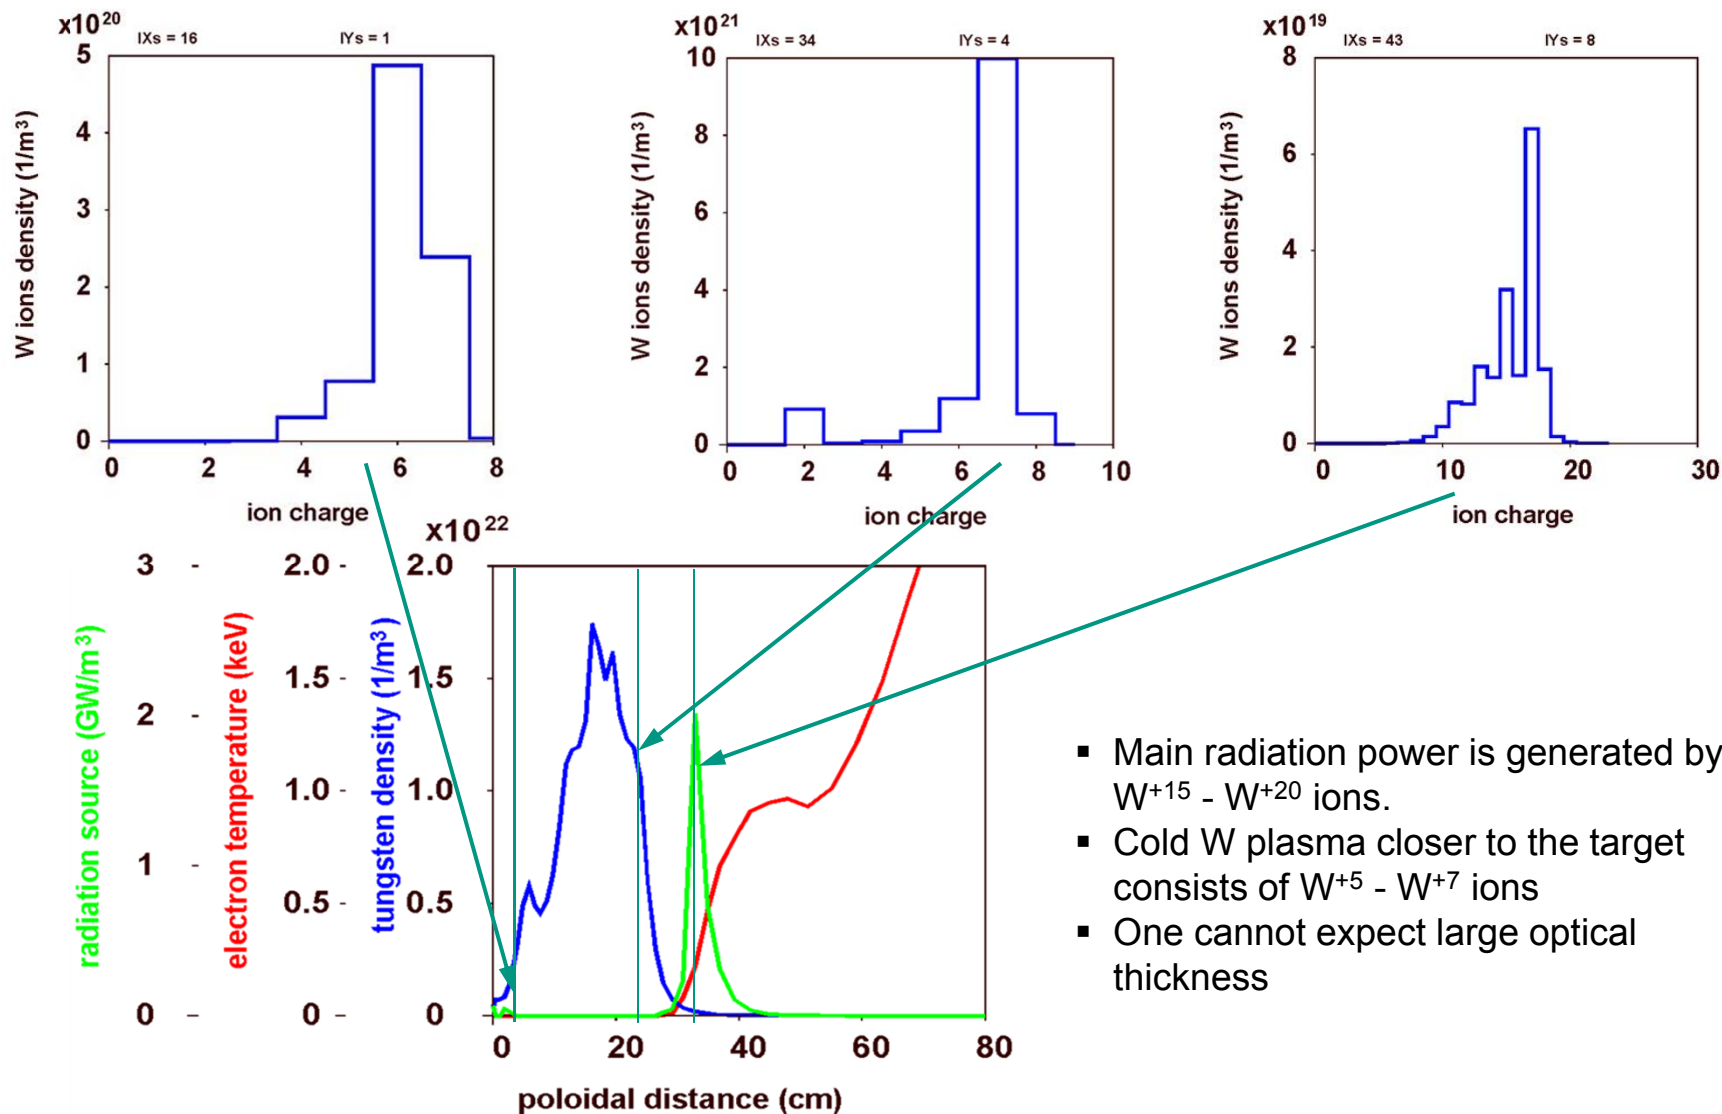 x10^20
IXs = 16 IYs = 1
5
4
3
2
1
0
W ions density (1/m³)
0 2 4 6 8
ion charge
x10^21
IXs = 34 IYs = 4
10
8
6
4
2
0
W ions density (1/m³)
0 2 4 6 8 10
ion charge
x10^19
IXs = 43 IYs = 8
8
6
4
2
0
W ions density (1/m³)
0 10 20 30
ion charge
x10^22
3 - 2.0 - 2.0
1.5 - 1.5
2 -
1.0 - 1.0
1 -
0.5 - 0.5
0 - 0 - 0
radiation source (GW/m³)
electron temperature (keV)
tungsten density (1/m³)
0 20 40 60 80
poloidal distance (cm)
▪ Main radiation power is generated by
W^+15 - W^+20 ions.
▪ Cold W plasma closer to the target
consists of W^+5 - W^+7 ions
▪ One cannot expect large optical
thickness